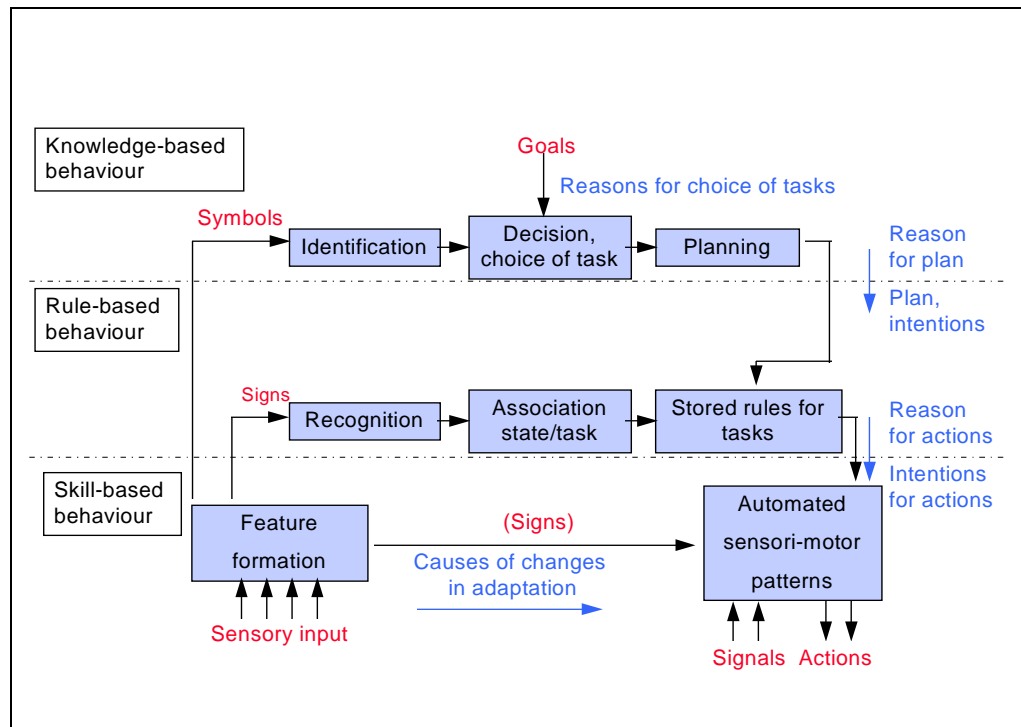 Knowledge-based
behaviour
Goals
Reasons for choice of tasks
Symbols
Identification
Decision,
choice of task
Planning
Reason
for plan
Rule-based
behaviour
Plan,
intentions
Signs
Recognition
Association
state/task
Stored rules for
tasks
Reason
for actions
Skill-based
behaviour
Intentions
for actions
Feature
formation
(Signs)
Causes of changes
in adaptation
Automated
sensori-motor
patterns
Sensory input
Signals
Actions